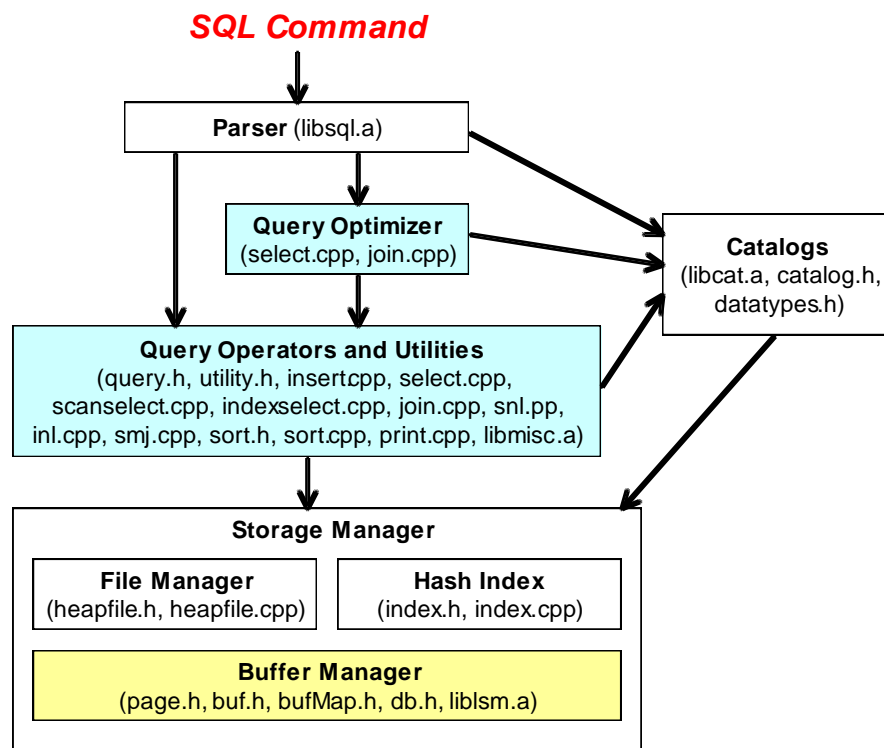 SQL Command
Parser (libsql.a)
Query Optimizer
(select.cpp, join.cpp)
Catalogs
(libcat.a, catalog.h,
datatypes.h)
Query Operators and Utilities
(query.h, utility.h, insertcpp, select.cpp,
scanselect.cpp, indexselect.cpp, join.cpp, snl.pp,
inl.cpp, smj.cpp, sort.h, sort.cpp, print.cpp, libmisc.a)
Storage Manager
File Manager
(heapfile.h, heapfile.cpp)
Hash Index
(index.h, index.cpp)
Buffer Manager
(page.h, buf.h, bufMap.h, db.h, liblsm.a)